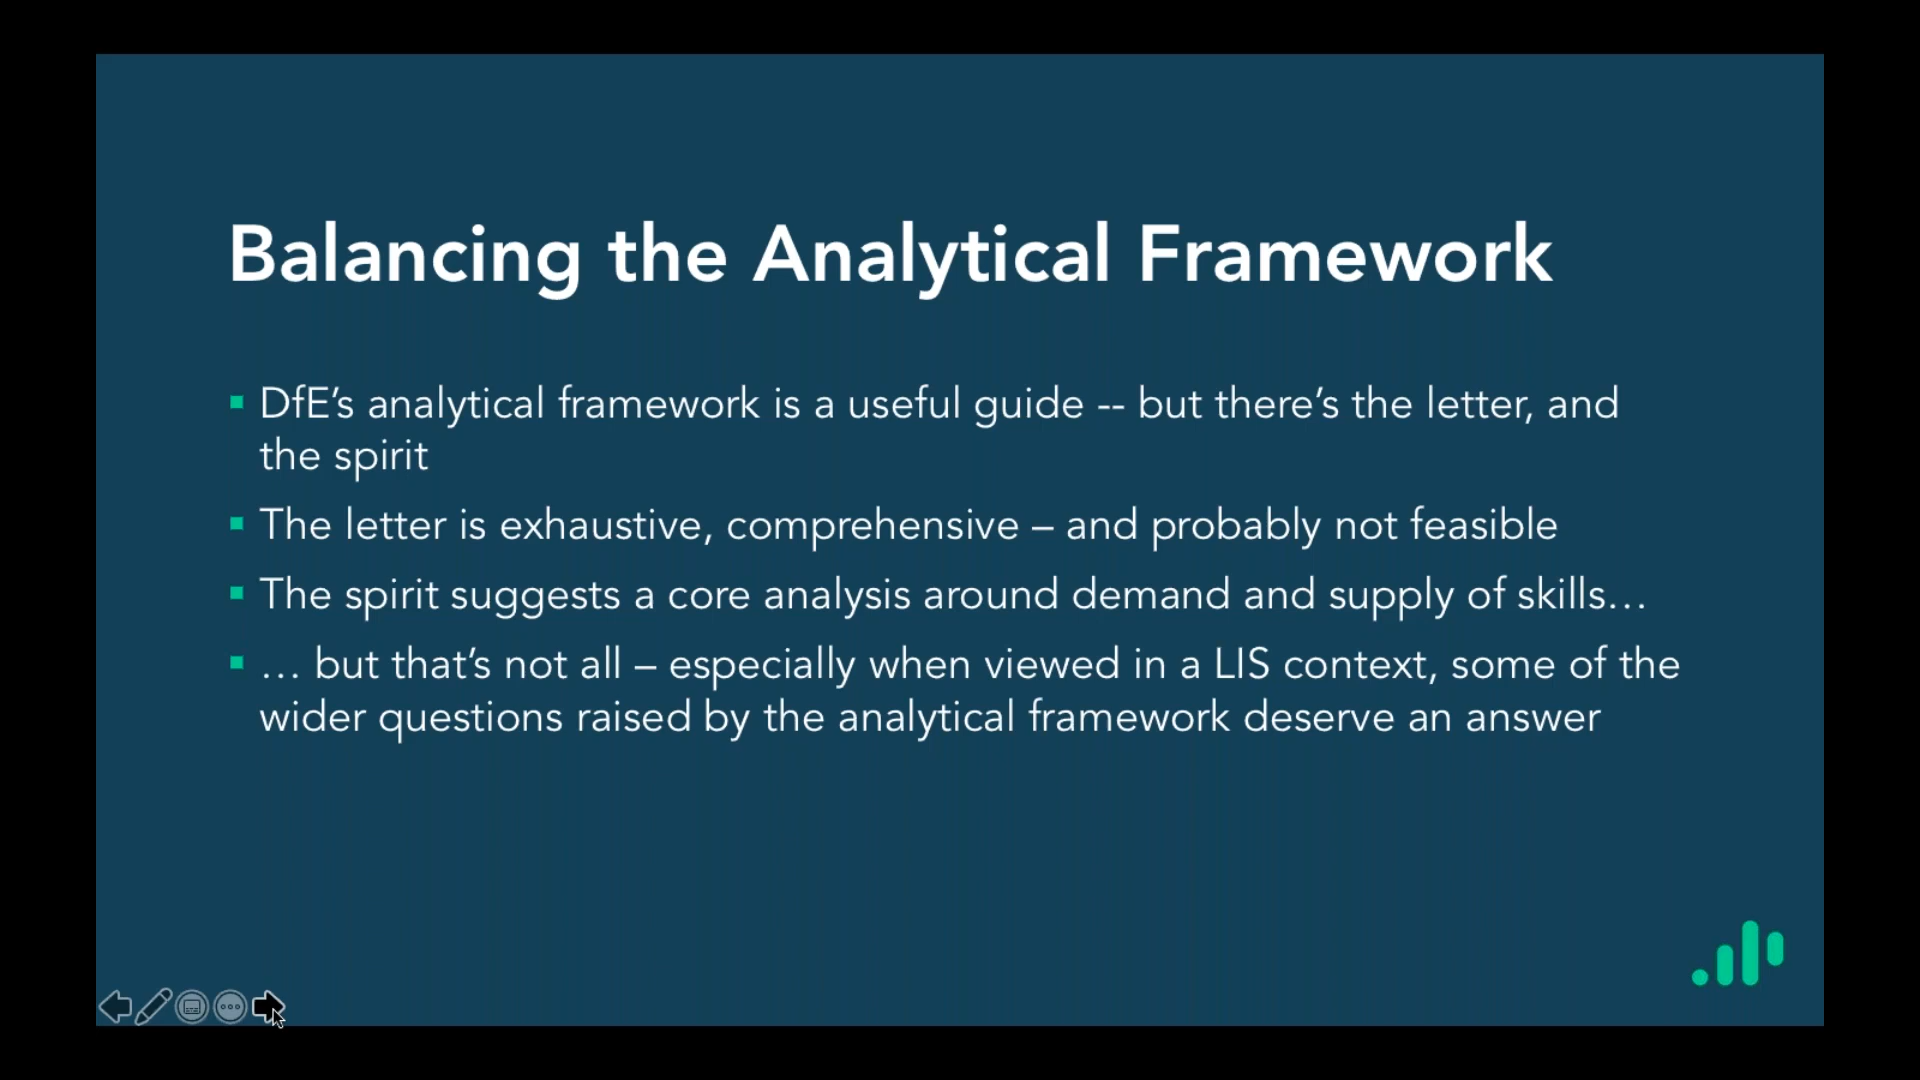 Balancing the Analytical Framework
DfE’s analytical framework is a useful guide -- but there’s the letter, and
the spirit
The letter is exhaustive, comprehensive – and probably not feasible
The spirit suggests a core analysis around demand and supply of skills…
… but that’s not all – especially when viewed in a LIS context, some of the
wider questions raised by the analytical framework deserve an answer